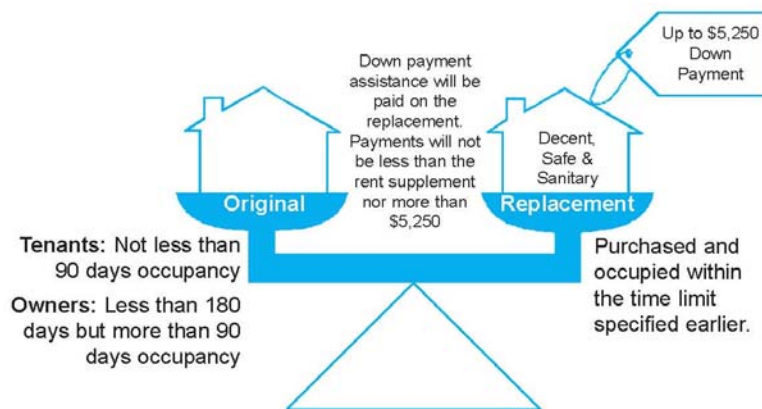 Up to $5,250
Down
Payment
Down payment
assistance will be
paid on the
replacement.
Payments will not
be less than the
rent supplement
nor more than
$5,250
Decent,
Safe &
Sanitary
Original
Replacement
Tenants: Not less than
90 days occupancy
Owners: Less than 180
days but more than 90
days occupancy
Purchased and
occupied within
the time limit
specified earlier.